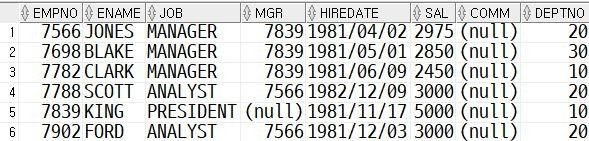 EMPNO ENAME JOB MGR HIREDATE SAL COMM DEPTNO
1 7566 JONES MANAGER 7839 1981/04/02 2975 (null) 20
2 7698 BLAKE MANAGER 7839 1981/05/01 2850 (null) 30
3 7782 CLARK MANAGER 7839 1981/06/09 2450 (null) 10
4 7788 SCOTT ANALYST 7566 1982/12/09 3000 (null) 20
5 7839 KING PRESIDENT (null) 1981/11/17 5000 (null) 10
6 7902 FORD ANALYST 7566 1981/12/03 3000 (null) 20